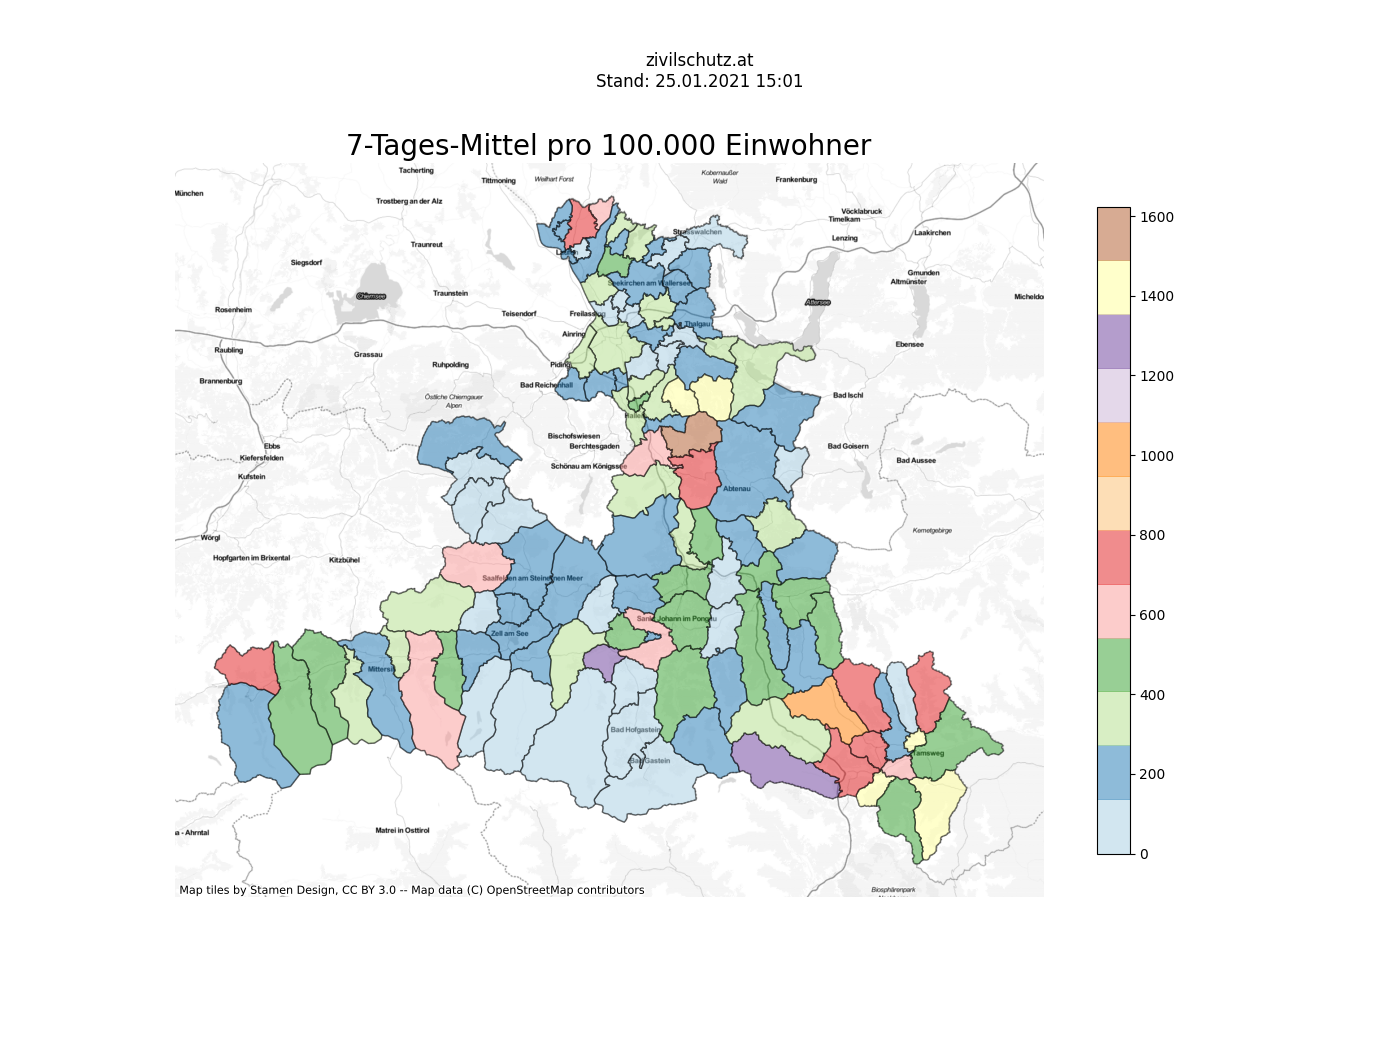 zivilschutz.at
Stand: 25.01.2021 15:01
7-Tages-Mittel pro 100.000 Einwohner
Tacherting
Tittmoning
Weilhart Forst
Kobernaußer
Wald
Frankenburg
München
Trostberg an der Alz
Vöcklabruck
Timelkam
Laakirchen
Strasswalchen
Lenzing
Traunreut
Siegsdorf
Gmunden
Altmünster
Seekirchen am Wallersee
Chiemsee
Traunstein
Attersee
Rosenheim
Teisendorf
Freilassing
Thalgau
Ainring
Ebensee
Raubling
Grassau
Ruhpolding
Piding
Brannenburg
Bad Reichenhall
Östliche Chiemgauer
Alpen
Bad Ischl
Hallein
Bischofswiesen
Berchtesgaden
Bad Goisern
Ebbs
Kiefersfelden
Bad Aussee
Schönau am Königssee
Kufstein
Abtenau
Kemetgebirge
Wörgl
Hopfgarten im Brixental
Kitzbühel
Saalfelden am Steinernen Meer
Sankt Johann im Pongau
Zell am See
Mittersill
Bad Hofgastein
Tamsweg
Bad Gastein
a - Ahrntal
Matrei in Osttirol
Biosphärenpark
Map tiles by Stamen Design, CC BY 3.0 -- Map data (C) OpenStreetMap contributors
1600
1400
1200
1000
800
600
400
200
0